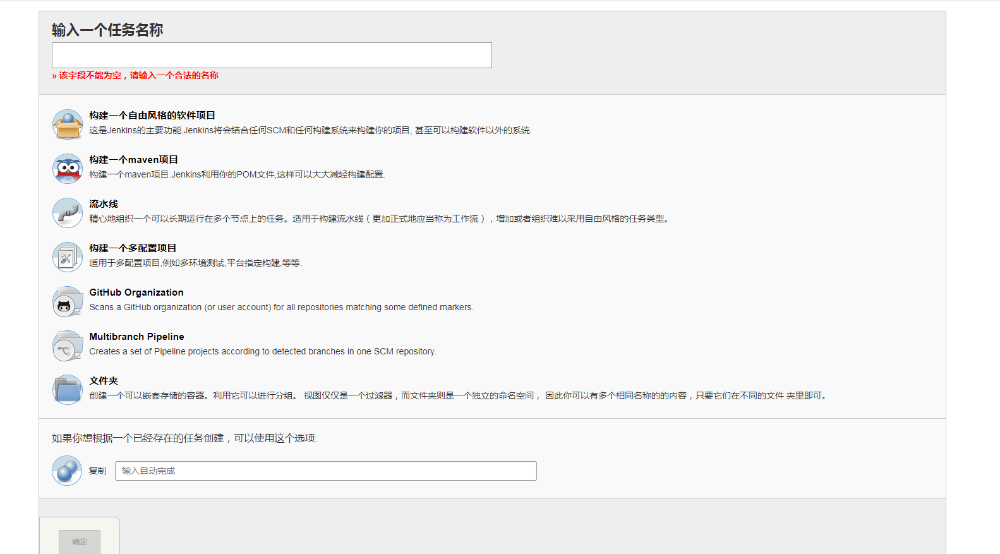 输入一个任务名称
» 该字段不能为空，请输入一个合法的名称
构建一个自由风格的软件项目
这是Jenkins的主要功能.Jenkins将会结合任何SCM和任何构建系统来构建你的项目, 甚至可以构建软件以外的系统.
构建一个maven项目
构建一个maven项目.Jenkins利用你的POM文件,这样可以大大减轻构建配置.
流水线
精心地组织一个可以长期运行在多个节点上的任务。适用于构建流水线（更加正式地应当称为工作流），增加或者组织难以采用自由风格的任务类型。
构建一个多配置项目
适用于多配置项目,例如多环境测试,平台指定构建,等等.
GitHub Organization
Scans a GitHub organization (or user account) for all repositories matching some defined markers.
Multibranch Pipeline
Creates a set of Pipeline projects according to detected branches in one SCM repository.
文件夹
创建一个可以嵌套存储的容器。利用它可以进行分组。 视图仅仅是一个过滤器，而文件夹则是一个独立的命名空间， 因此你可以有多个相同名称的的内容，只要它们在不同的文件 夹里即可。
如果你想根据一个已经存在的任务创建，可以使用这个选项:
复制 输入自动完成
确定